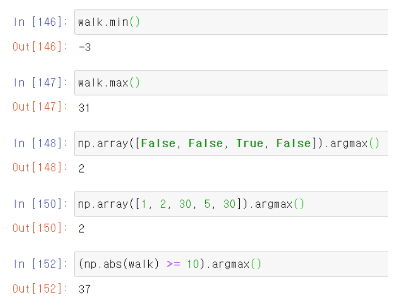 In [146]: walk.min()
Out[146]: -3
In [147]: walk.max()
Out[147]: 31
In [148]: np.array([False, False, True, False]).argmax()
Out[148]: 2
In [150]: np.array([1, 2, 30, 5, 30]).argmax()
Out[150]: 2
In [152]: (np.abs(walk) >= 10).argmax()
Out[152]: 37